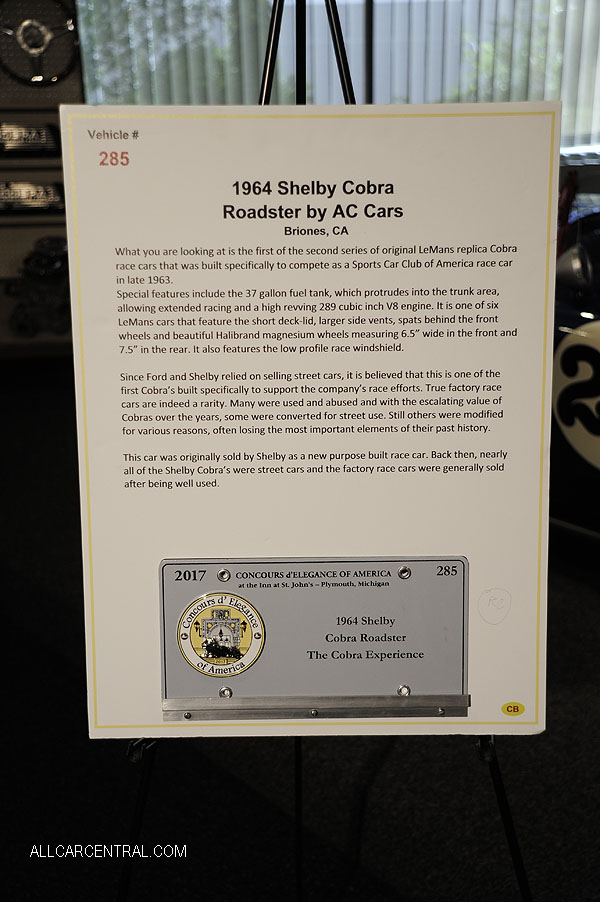 Vehicle #
285
1964 Shelby Cobra
Roadster by AC Cars
Briones, CA
What you are looking at is the first of the second series of original LeMans replica Cobra
race cars that was built specifically to compete as a Sports Car Club of America race car
in late 1963.
Special features include the 37 gallon fuel tank, which protrudes into the trunk area,
allowing extended racing and a high revving 289 cubic inch V8 engine. It is one of six
LeMans cars that feature the short deck-lid, larger side vents, spats behind the front
wheels and beautiful Halibrand magnesium wheels measuring 6.5" wide in the front and
7.5" in the rear. It also features the low profile race windshield.
Since Ford and Shelby relied on selling street cars, it is believed that this is one of the
first Cobra's built specifically to support the company's race efforts. True factory race
cars are indeed a rarity. Many were used and abused and with the escalating value of
Cobras over the years, some were converted for street use. Still others were modified
for various reasons, often losing the most important elements of their past history.
This car was originally sold by Shelby as a new purpose built race car. Back then, nearly
all of the Shelby Cobra's were street cars and the factory race cars were generally sold
after being well used.
2017 CONCOURS d'ELEGANCE OF AMERICA 285
at the Inn at St. John's – Plymouth, Michigan
Concours d' Elegance
of America
1964 Shelby
Cobra Roadster
The Cobra Experience
CB
2
ALLCARCENTRAL.COM